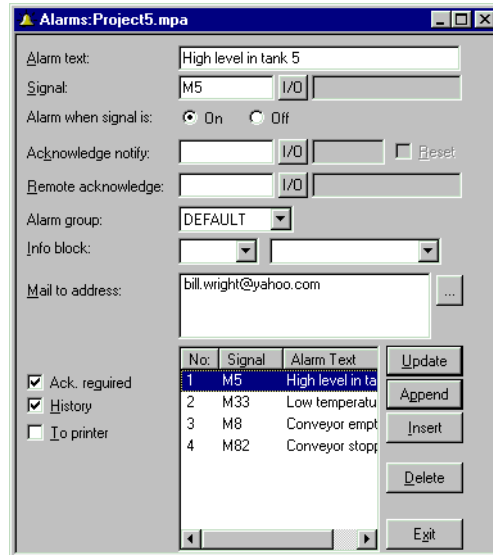 Alarms:Project5.mpa
Alarm text: High level in tank 5
Signal: M5 I/O
Alarm when signal is: On Off
Acknowledge notify: I/O Reset
Remote acknowledge: I/O
Alarm group: DEFAULT
Info block:
Mail to address: bill.wright@yahoo.com ...
No: Signal Alarm Text Update
Ack. reguired 1 M5 High level in ta Append
History 2 M33 Low temperatu
To printer 3 M8 Conveyor empt Insert
4 M82 Conveyor stopp
Delete
Exit